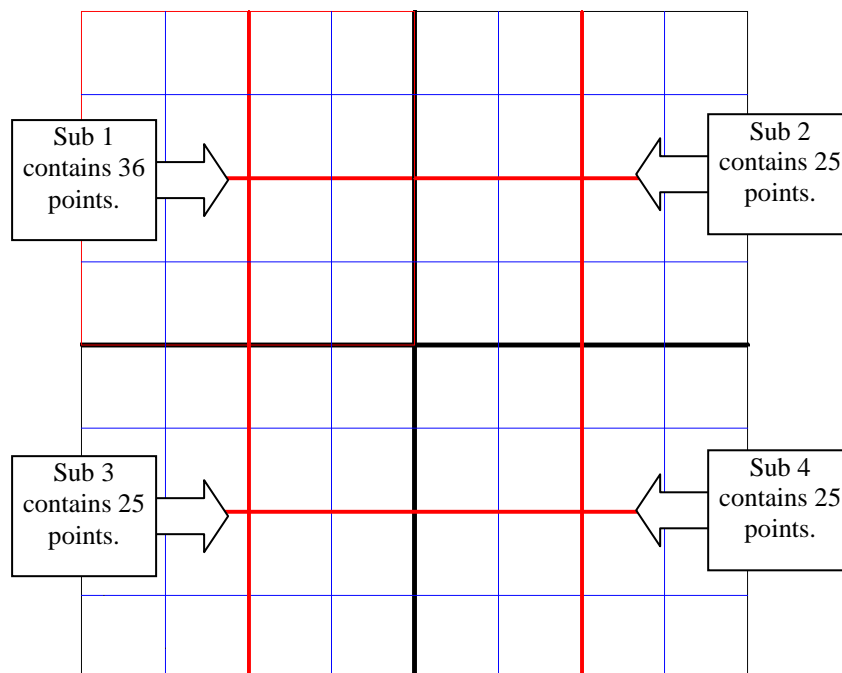 Sub 1
contains 36
points.
Sub 2
contains 25
points.
Sub 3
contains 25
points.
Sub 4
contains 25
points.